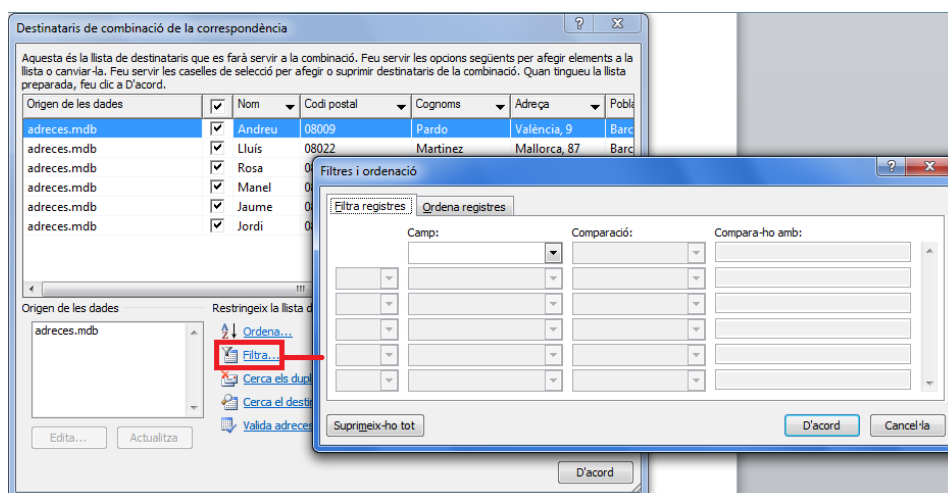 Destinataris de combinació de la correspondència
Aquesta és la llista de destinataris que es farà servir a la combinació. Feu servir les opcions següents per afegir elements a la
llista o canviar-la. Feu servir les caselles de selecció per afegir o suprimir destinataris de la combinació. Quan tingueu la llista
preparada, feu clic a D'acord.
Origen de les dades Nom Codi postal Cognoms Adreça Pobla
adreces.mdb Andreu 08009 Pardo València, 9 Barc
adreces.mdb Lluís 08022 Martinez Mallorca, 87 Barc
adreces.mdb Rosa 0
adreces.mdb Manel 0
adreces.mdb Jaume 0
adreces.mdb Jordi 0
Origen de les dades
adreces.mdb
Edita... Actualitza
Restringeix la llista d
Ordena...
Filtra...
Cerca els dupl
Cerca el destin
Valida adreces
D'acord
Filtres i ordenació
Filtra registres Ordena registres
Camp: Comparació: Compara-ho amb:
Suprimeix-ho tot D'acord Cancel·la